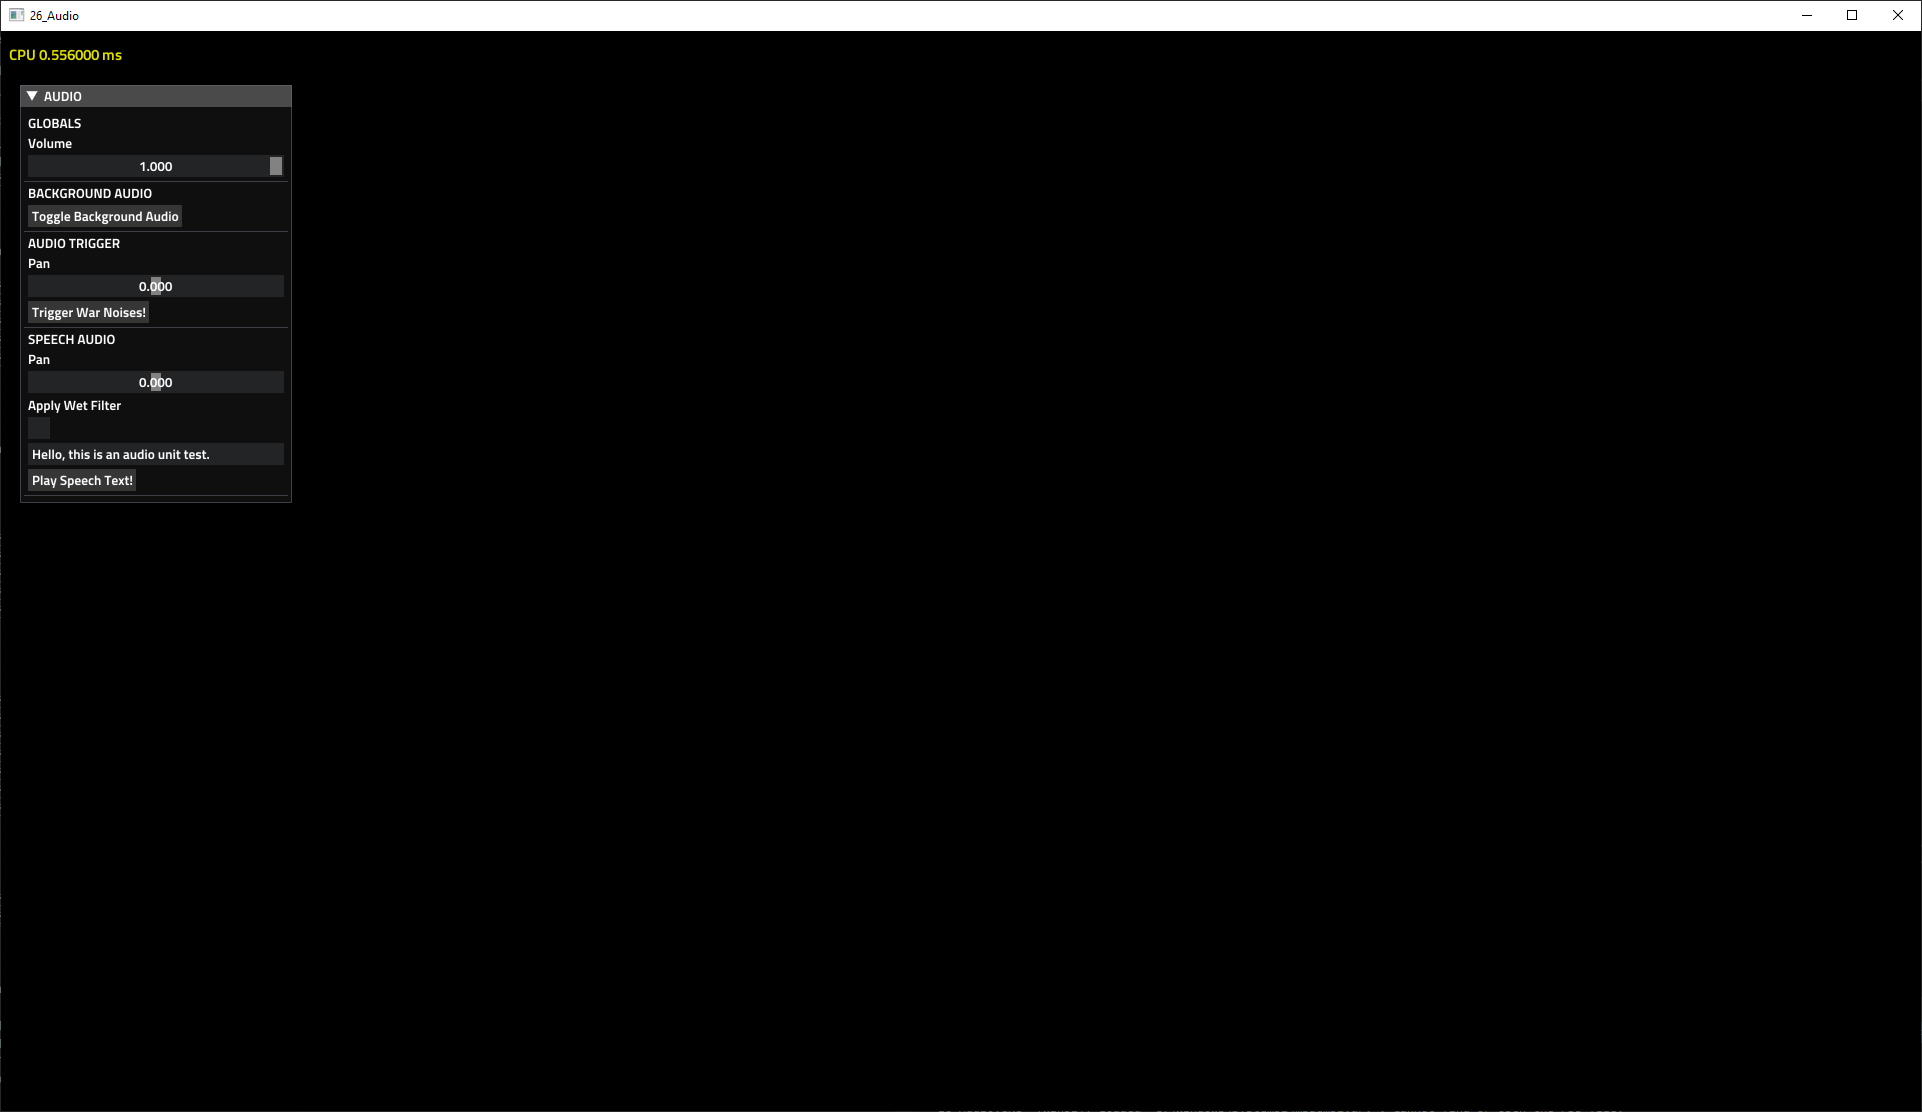 26_Audio
CPU 0.556000 ms
AUDIO
GLOBALS
Volume
1.000
BACKGROUND AUDIO
Toggle Background Audio
AUDIO TRIGGER
Pan
0.000
Trigger War Noises!
SPEECH AUDIO
Pan
0.000
Apply Wet Filter
Hello, this is an audio unit test.
Play Speech Text!